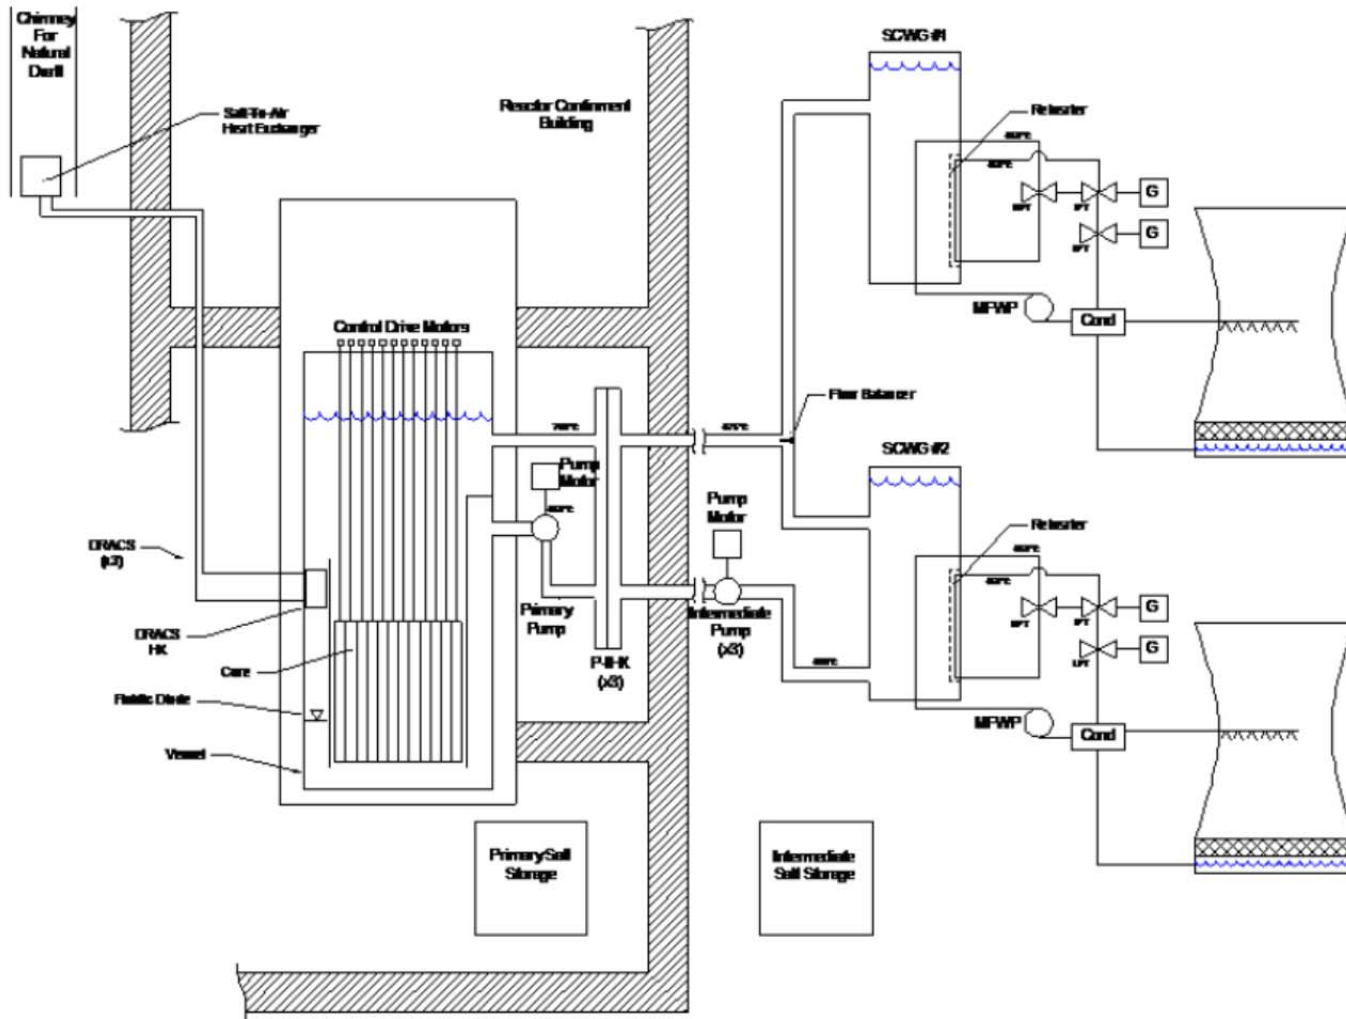 Chimney
For
Natural
Salt-To-Air
Heat Exchanger
Reactor Confinment
Building
SCWG #1
Reheater
G
G
MFWP
Cond
Control Drive Motors
Pump
Motor
Flow Balancer
SCWG #2
Pump
Motor
Reheater
DRACS
(x3)
DRACS
HX
Primary
Pump
P-IHX
(x3)
Intermediate
Pump
(x3)
G
G
LPT
Core
Fluidic Diode
Vessel
MFWP
Cond
Primary Salt
Storage
Intermediate
Salt Storage